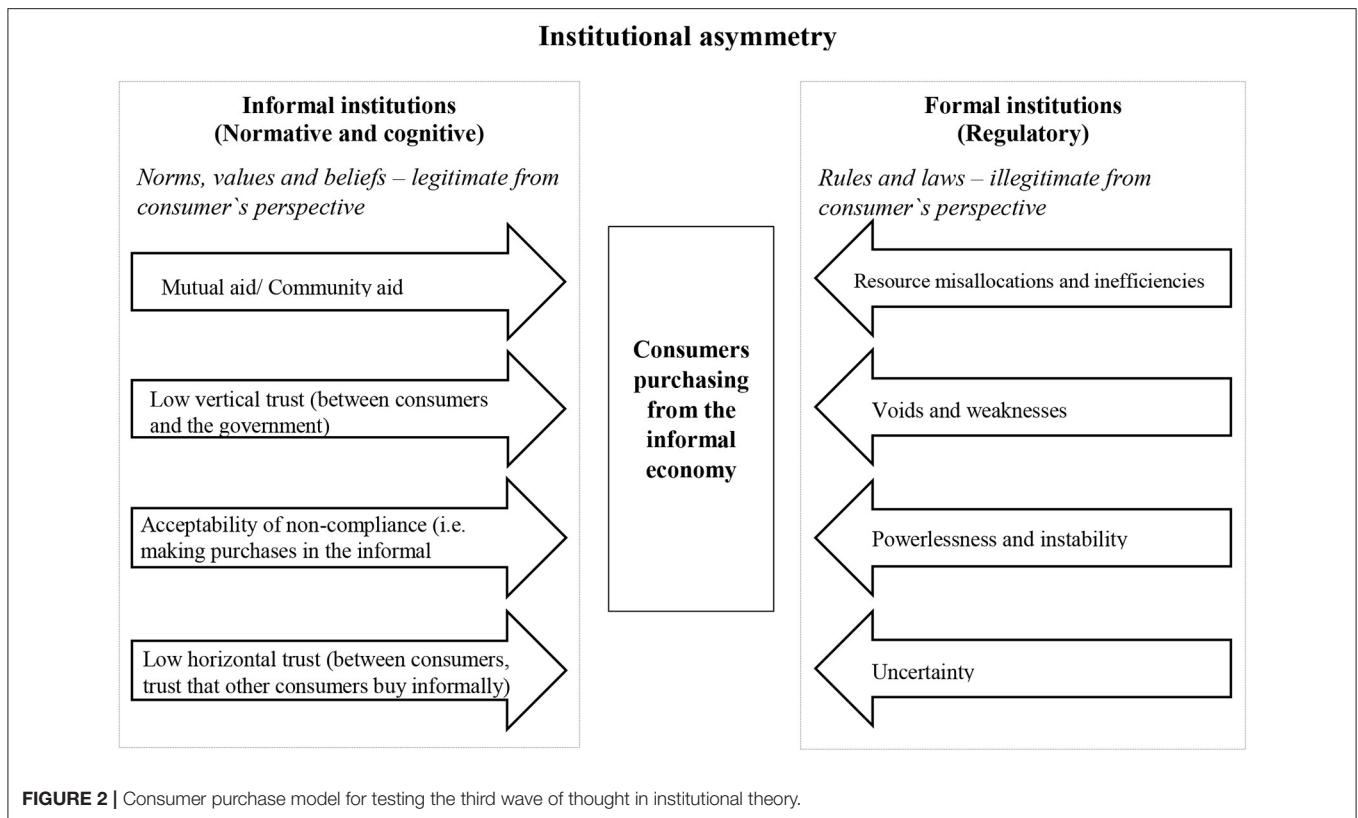 Institutional asymmetry
Informal institutions
(Normative and cognitive)
Norms, values and beliefs – legitimate from
consumer`s perspective
Mutual aid/ Community aid
Low vertical trust (between consumers
and the government)
Acceptability of non-compliance (i.e.
making purchases in the informal
Low horizontal trust (between consumers,
trust that other consumers buy informally)
Consumers
purchasing
from the
informal
economy
Formal institutions
(Regulatory)
Rules and laws – illegitimate from
consumer`s perspective
Resource misallocations and inefficiencies
Voids and weaknesses
Powerlessness and instability
Uncertainty
FIGURE 2 | Consumer purchase model for testing the third wave of thought in institutional theory.